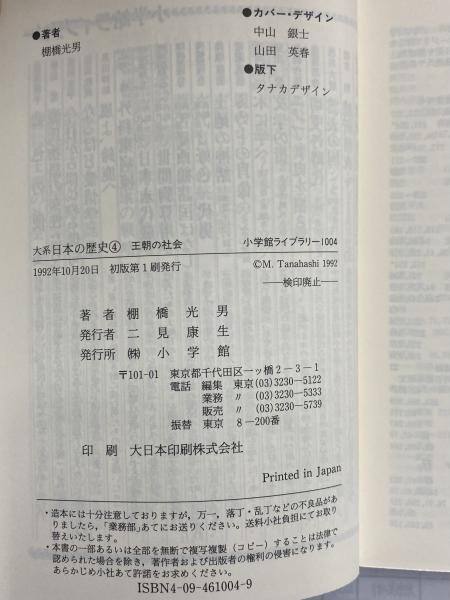 ●著者
棚橋光男
●カバー・デザイン
中山 銀士
山田 英春
●版下
タナカデザイン
大系日本の歴史④ 王朝の社会 小学館ライブラリー1004
1992年10月20日 初版第1刷発行 ©M. Tanahashi 1992
──検印廃止──
著者 棚橋光男
発行者 二見康生
発行所 ㈱小学館
〒101-01 東京都千代田区一ッ橋2-3-1
電話 編集 東京(03)3230-5122
業務 〃 (03)3230-5333
販売 〃 (03)3230-5739
振替 東京 8-200番
印刷 大日本印刷株式会社
Printed in Japan
・造本には十分注意しておりますが，万一，落丁・乱丁などの不良品があ
りましたら，「業務部」あてにお送りください。送料小社負担にてお取り
替えいたします。
・本書の一部あるいは全部を無断で複写複製（コピー）することは法律で
認められた場合を除き，著作者および出版者の権利の侵害になります。
あらかじめ小社あて許諾をお求めください。
ISBN4-09-461004-9